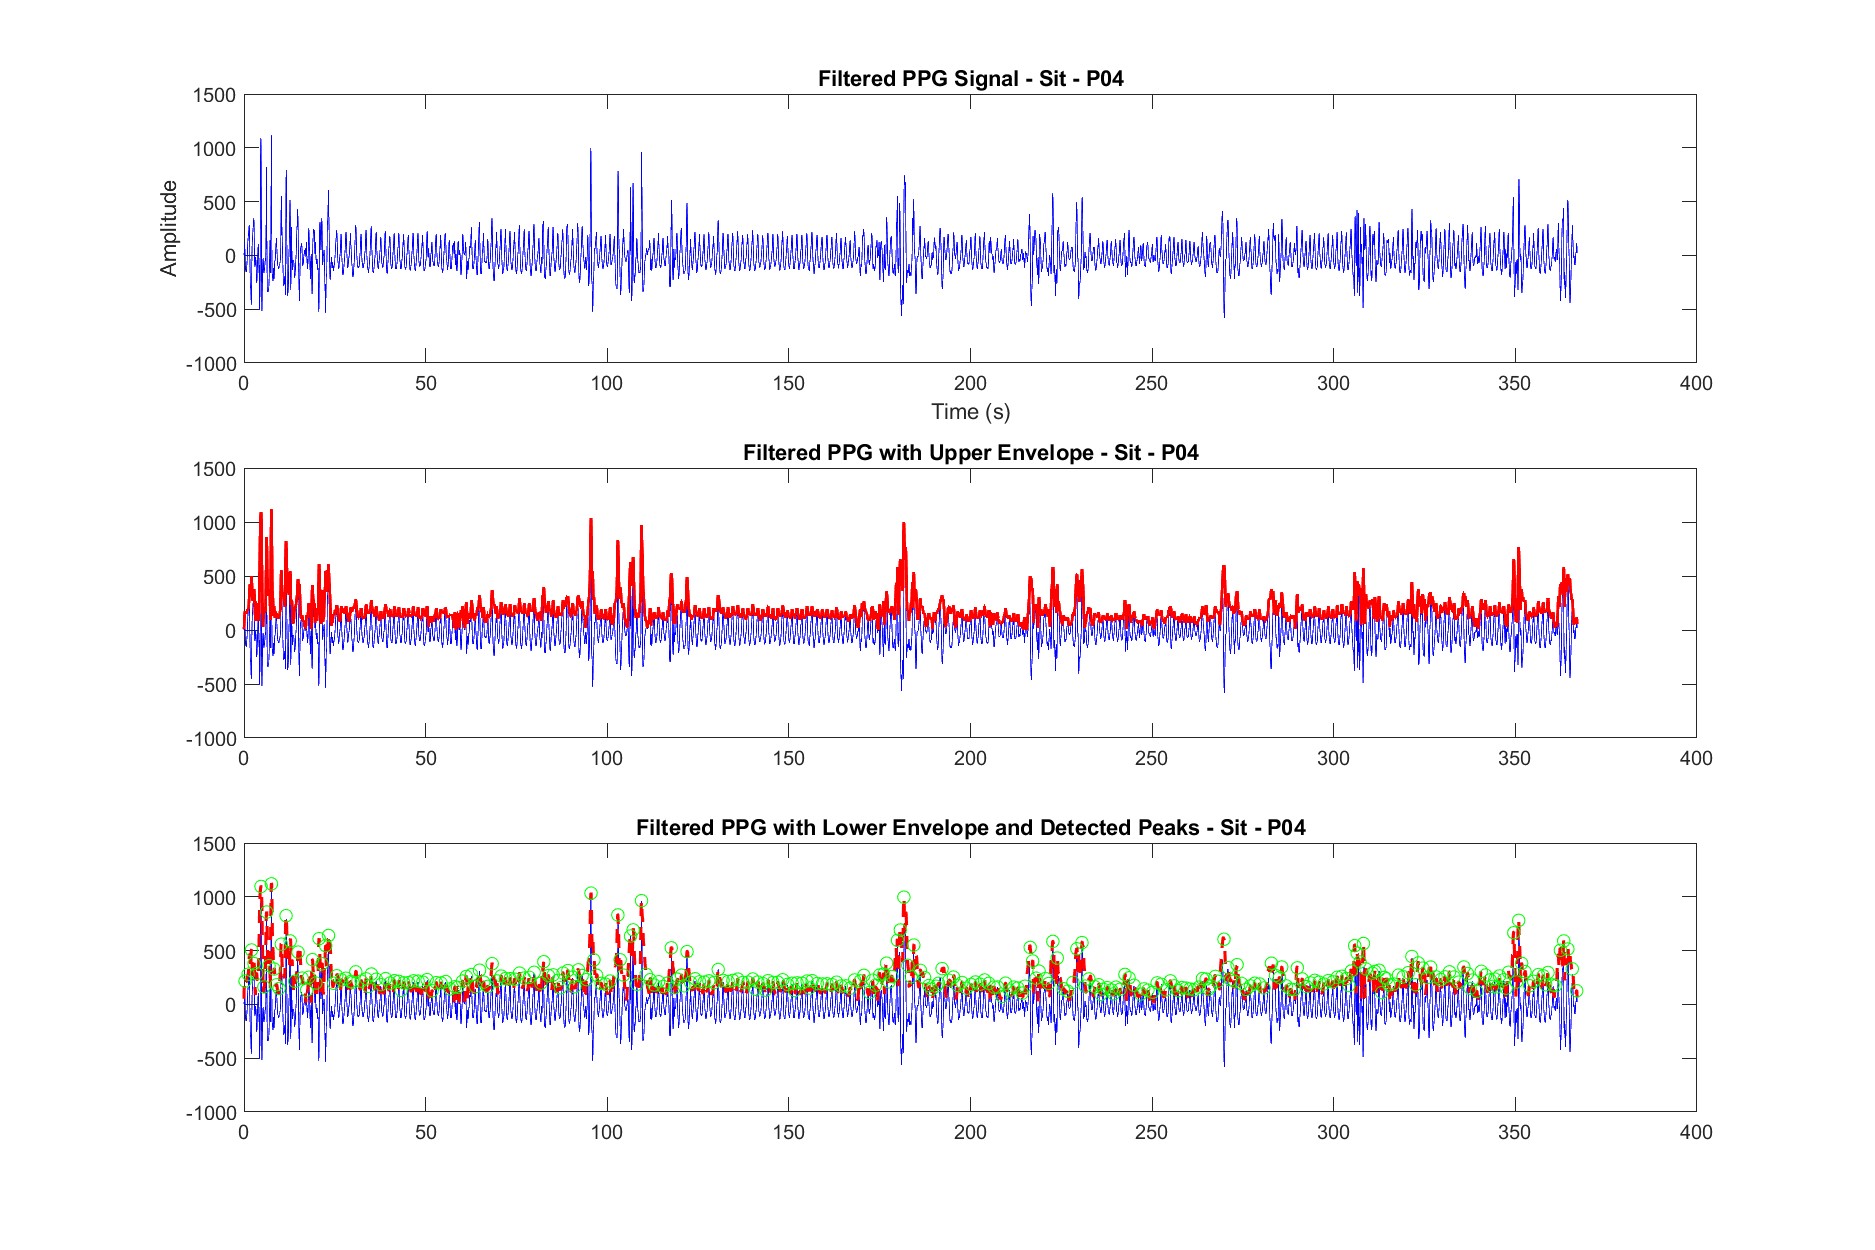 Filtered PPG Signal - Sit - P04
1500
1000
500
0
-500
-1000
Amplitude
0 50 100 150 200 250 300 350 400
Time (s)
Filtered PPG with Upper Envelope - Sit - P04
1500
1000
500
0
-500
-1000
0 50 100 150 200 250 300 350 400
Filtered PPG with Lower Envelope and Detected Peaks - Sit - P04
1500
1000
500
0
-500
-1000
0 50 100 150 200 250 300 350 400